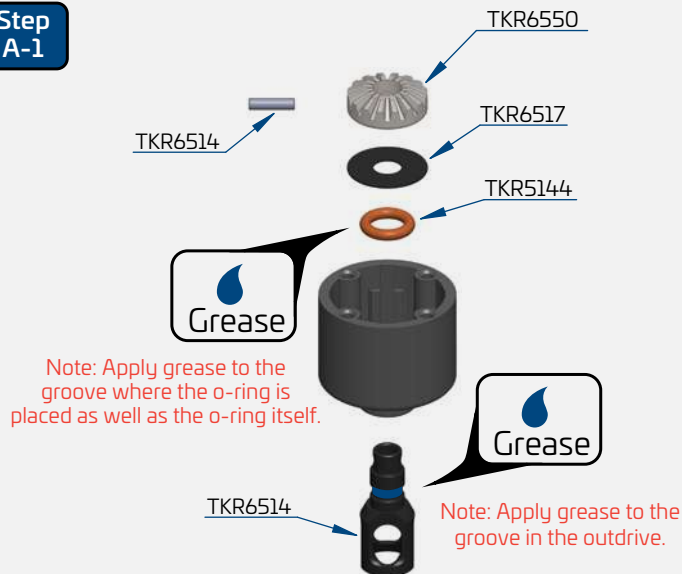 Step
A-1
TKR6550
TKR6514
TKR6517
TKR5144
Grease
Note: Apply grease to the
groove where the o-ring is
placed as well as the o-ring itself.
Grease
TKR6514
Note: Apply grease to the
groove in the outdrive.